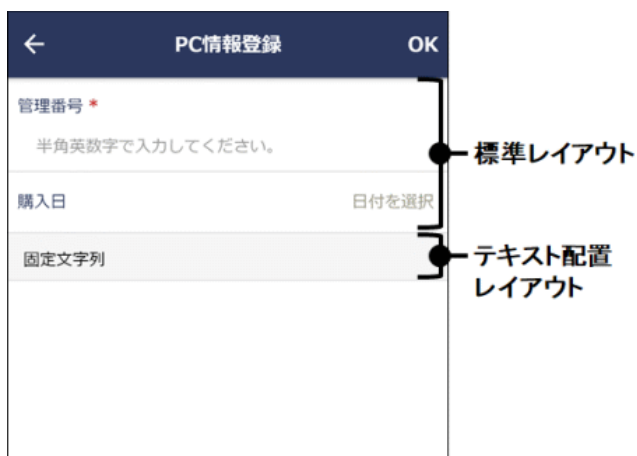 ← PC情報登録 OK
管理番号 *
半角英数字で入力してください。
標準レイアウト
購入日 日付を選択
固定文字列
テキスト配置
レイアウト